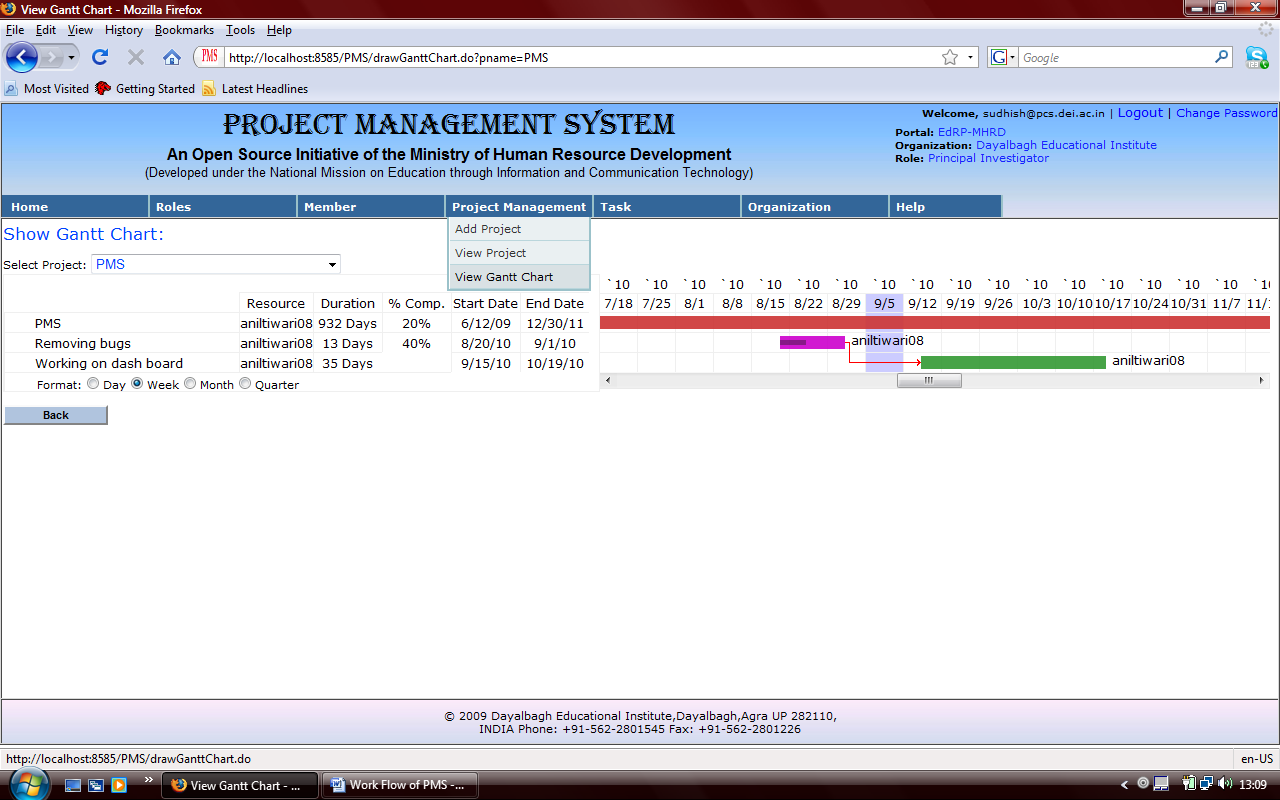 View Gantt Chart - Mozilla Firefox
File Edit View History Bookmarks Tools Help
PMS http://localhost:8585/PMS/drawGanttChart.do?pname=PMS G Google
Most Visited Getting Started Latest Headlines
PROJECT MANAGEMENT SYSTEM
An Open Source Initiative of the Ministry of Human Resource Development
(Developed under the National Mission on Education through Information and Communication Technology)
Welcome, sudhish@pcs.dei.ac.in | Logout | Change Password
Portal: EdRP-MHRD
Organization: Dayalbagh Educational Institute
Role: Principal Investigator
Home Roles Member Project Management Task Organization Help
Add Project
View Project
View Gantt Chart
Show Gantt Chart:
Select Project: PMS
`10 `10 `10 `10 `10 `10 `10 `10 `10 `10 `10 `10 `10 `10 `10 `10 `10 `10
Resource Duration % Comp. Start Date End Date 7/18 7/25 8/1 8/8 8/15 8/22 8/29 9/5 9/12 9/19 9/26 10/3 10/10 10/17 10/24 10/31 11/7
PMS aniltiwari08 932 Days 20% 6/12/09 12/30/11
Removing bugs aniltiwari08 13 Days 40% 8/20/10 9/1/10 aniltiwari08
Working on dash board aniltiwari08 35 Days 9/15/10 10/19/10 aniltiwari08
Format: Day Week Month Quarter
Back
© 2009 Dayalbagh Educational Institute,Dayalbagh,Agra UP 282110,
INDIA Phone: +91-562-2801545 Fax: +91-562-2801226
http://localhost:8585/PMS/drawGanttChart.do en-US
View Gantt Chart - ... Work Flow of PMS -... 13:09